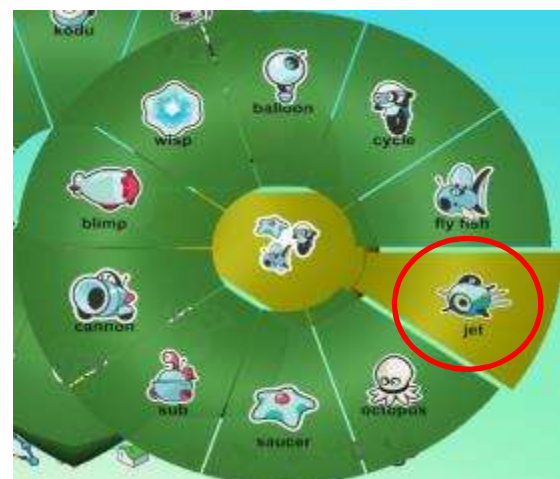 kodu
balloon
wisp
cycle
blimp
fly fish
cannon
jet
sub
octopus
saucer